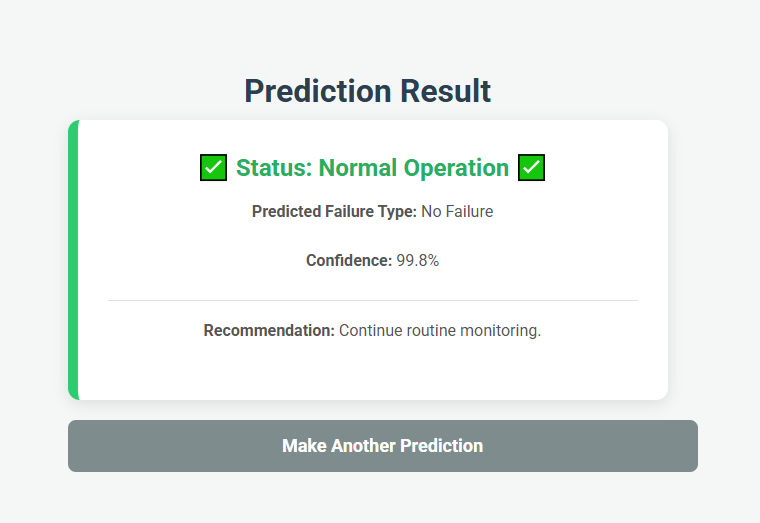 Prediction Result
✅ Status: Normal Operation ✅
Predicted Failure Type: No Failure
Confidence: 99.8%
Recommendation: Continue routine monitoring.
Make Another Prediction